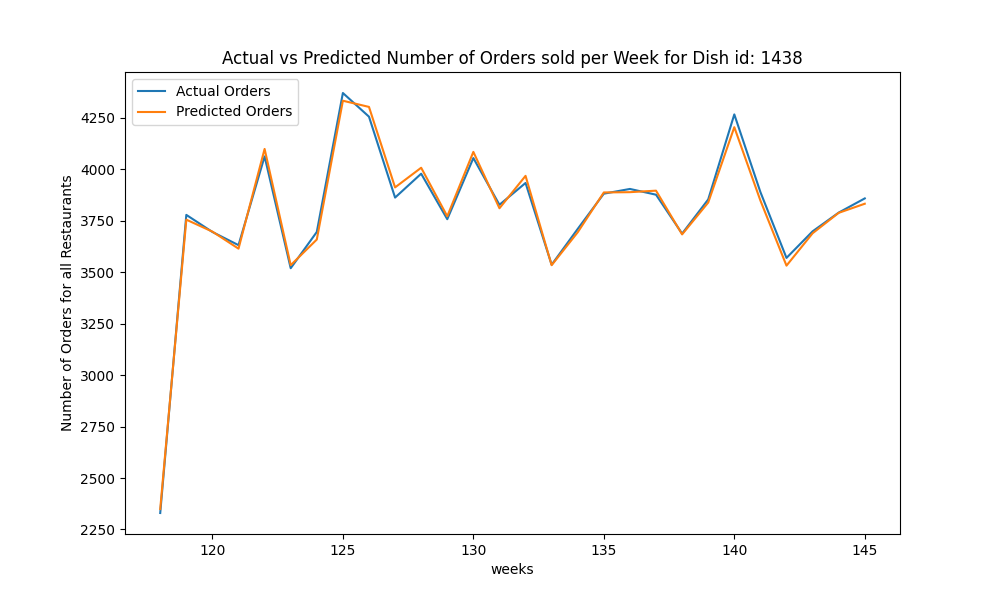 Actual vs Predicted Number of Orders sold per Week for Dish id: 1438
Actual Orders
Predicted Orders
Number of Orders for all Restaurants
4250
4000
3750
3500
3250
3000
2750
2500
2250
120 125 130 135 140 145
weeks